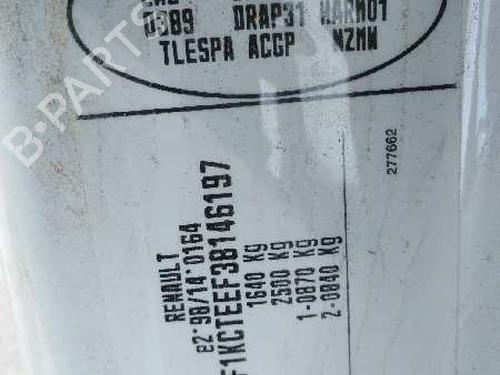 0389 DRAP31 HARM01
TLESPA ACGP NZMN
277662
RENAULT
e2*98/14*0164
F1KCTEEF38146197
1640 Kg
2500 Kg
1-0870 Kg
2-0840 Kg
B-PARTS